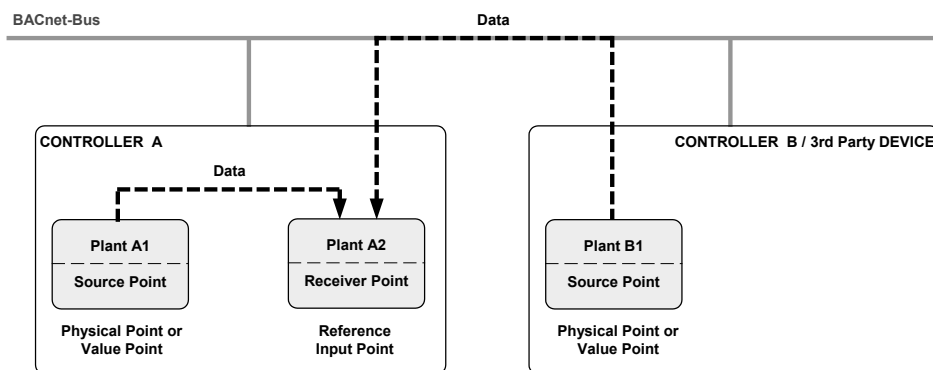 BACnet-Bus
Data
CONTROLLER A
CONTROLLER B / 3rd Party DEVICE
Data
Plant A1
Source Point
Plant A2
Receiver Point
Plant B1
Source Point
Physical Point or
Value Point
Reference
Input Point
Physical Point or
Value Point